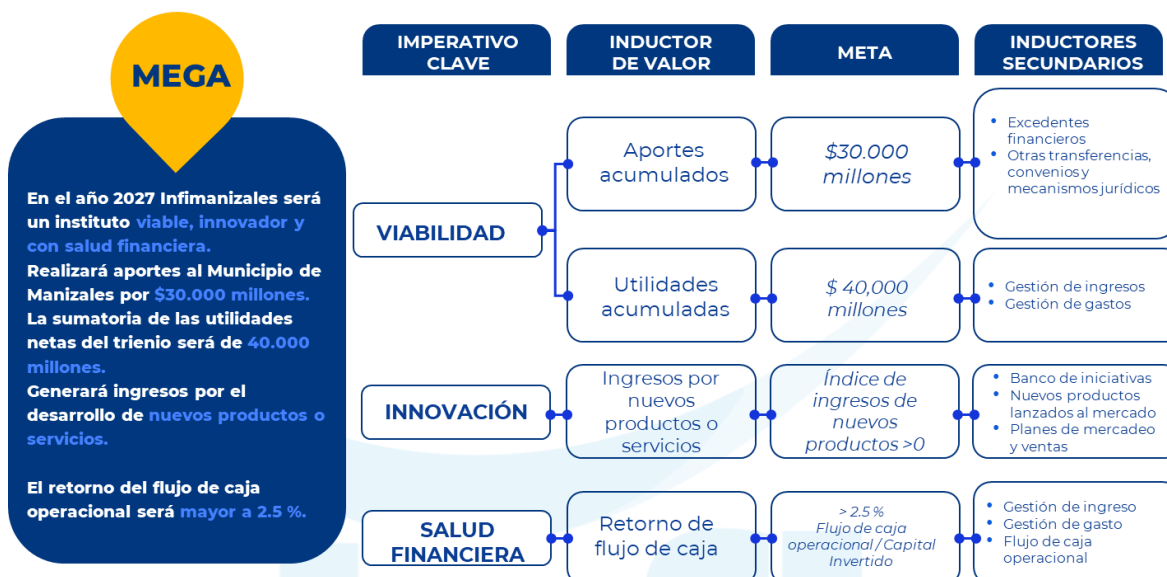 MEGA
En el año 2027 Infimanizales será
un instituto viable, innovador y
con salud financiera.
Realizará aportes al Municipio de
Manizales por $30.000 millones.
La sumatoria de las utilidades
netas del trienio será de 40.000
millones.
Generará ingresos por el
desarrollo de nuevos productos o
servicios.
El retorno del flujo de caja
operacional será mayor a 2.5 %.
IMPERATIVO
CLAVE
INDUCTOR
DE VALOR
META
INDUCTORES
SECUNDARIOS
VIABILIDAD
Aportes
acumulados
$30.000
millones
• Excedentes
financieros
• Otras transferencias,
convenios y
mecanismos jurídicos
Utilidades
acumuladas
$ 40,000
millones
• Gestión de ingresos
• Gestión de gastos
INNOVACIÓN
Ingresos por
nuevos
productos o
servicios
Índice de
ingresos de
nuevos
productos >0
• Banco de iniciativas
• Nuevos productos
lanzados al mercado
• Planes de mercadeo
y ventas
SALUD
FINANCIERA
Retorno de
flujo de caja
> 2.5 %
Flujo de caja
operacional / Capital
Invertido
• Gestión de ingreso
• Gestión de gasto
• Flujo de caja
operacional